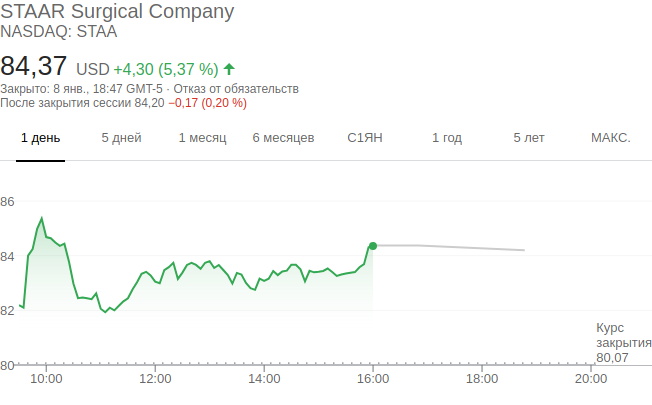 STAAR Surgical Company
NASDAQ: STAA
84,37 USD +4,30 (5,37 %) ↑
Закрыто: 8 янв., 18:47 GMT-5 · Отказ от обязательств
После закрытия сессии 84,20 −0,17 (0,20 %)
1 день 5 дней 1 месяц 6 месяцев С1ЯН 1 год 5 лет МАКС.
86
84
82
Курс
закрытия
80,07
80
10:00 12:00 14:00 16:00 18:00 20:00